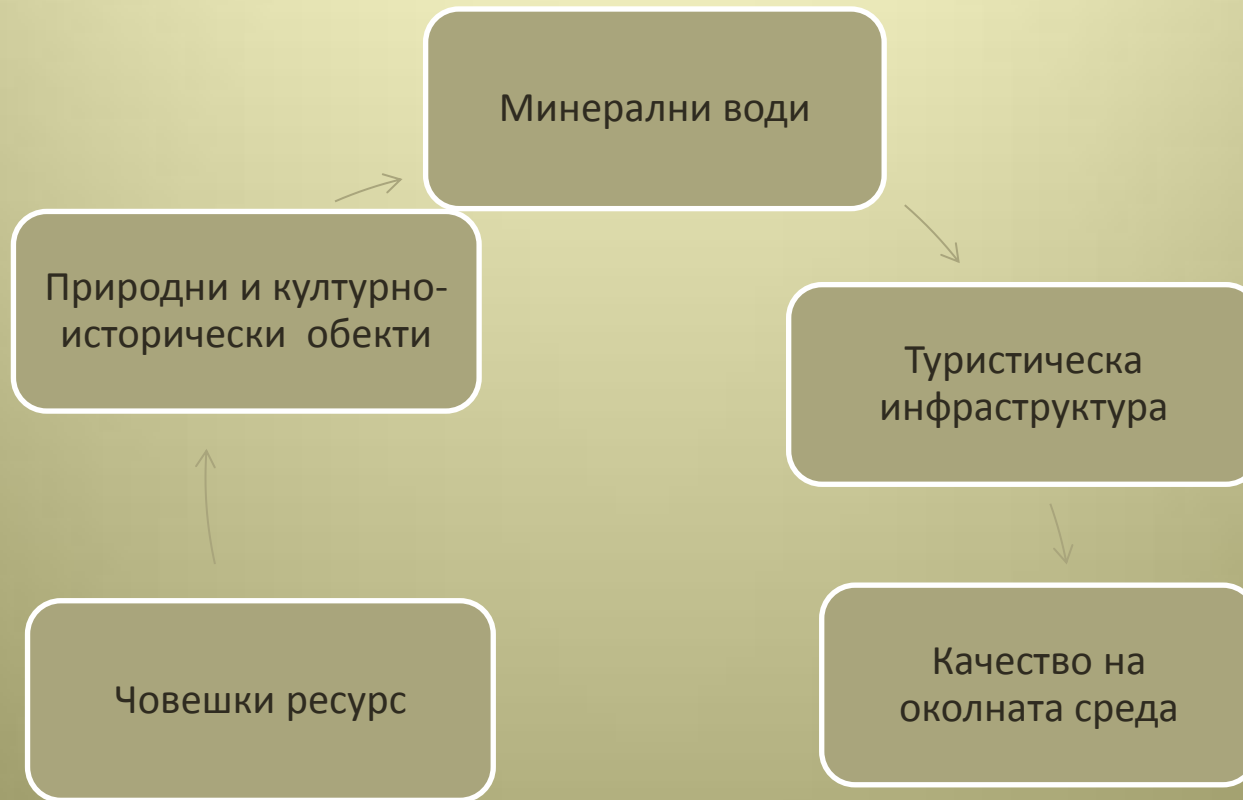 Минерални води
Природни и културно-
исторически обекти
Туристическа
инфраструктура
Качество на
околната среда
Човешки ресурс